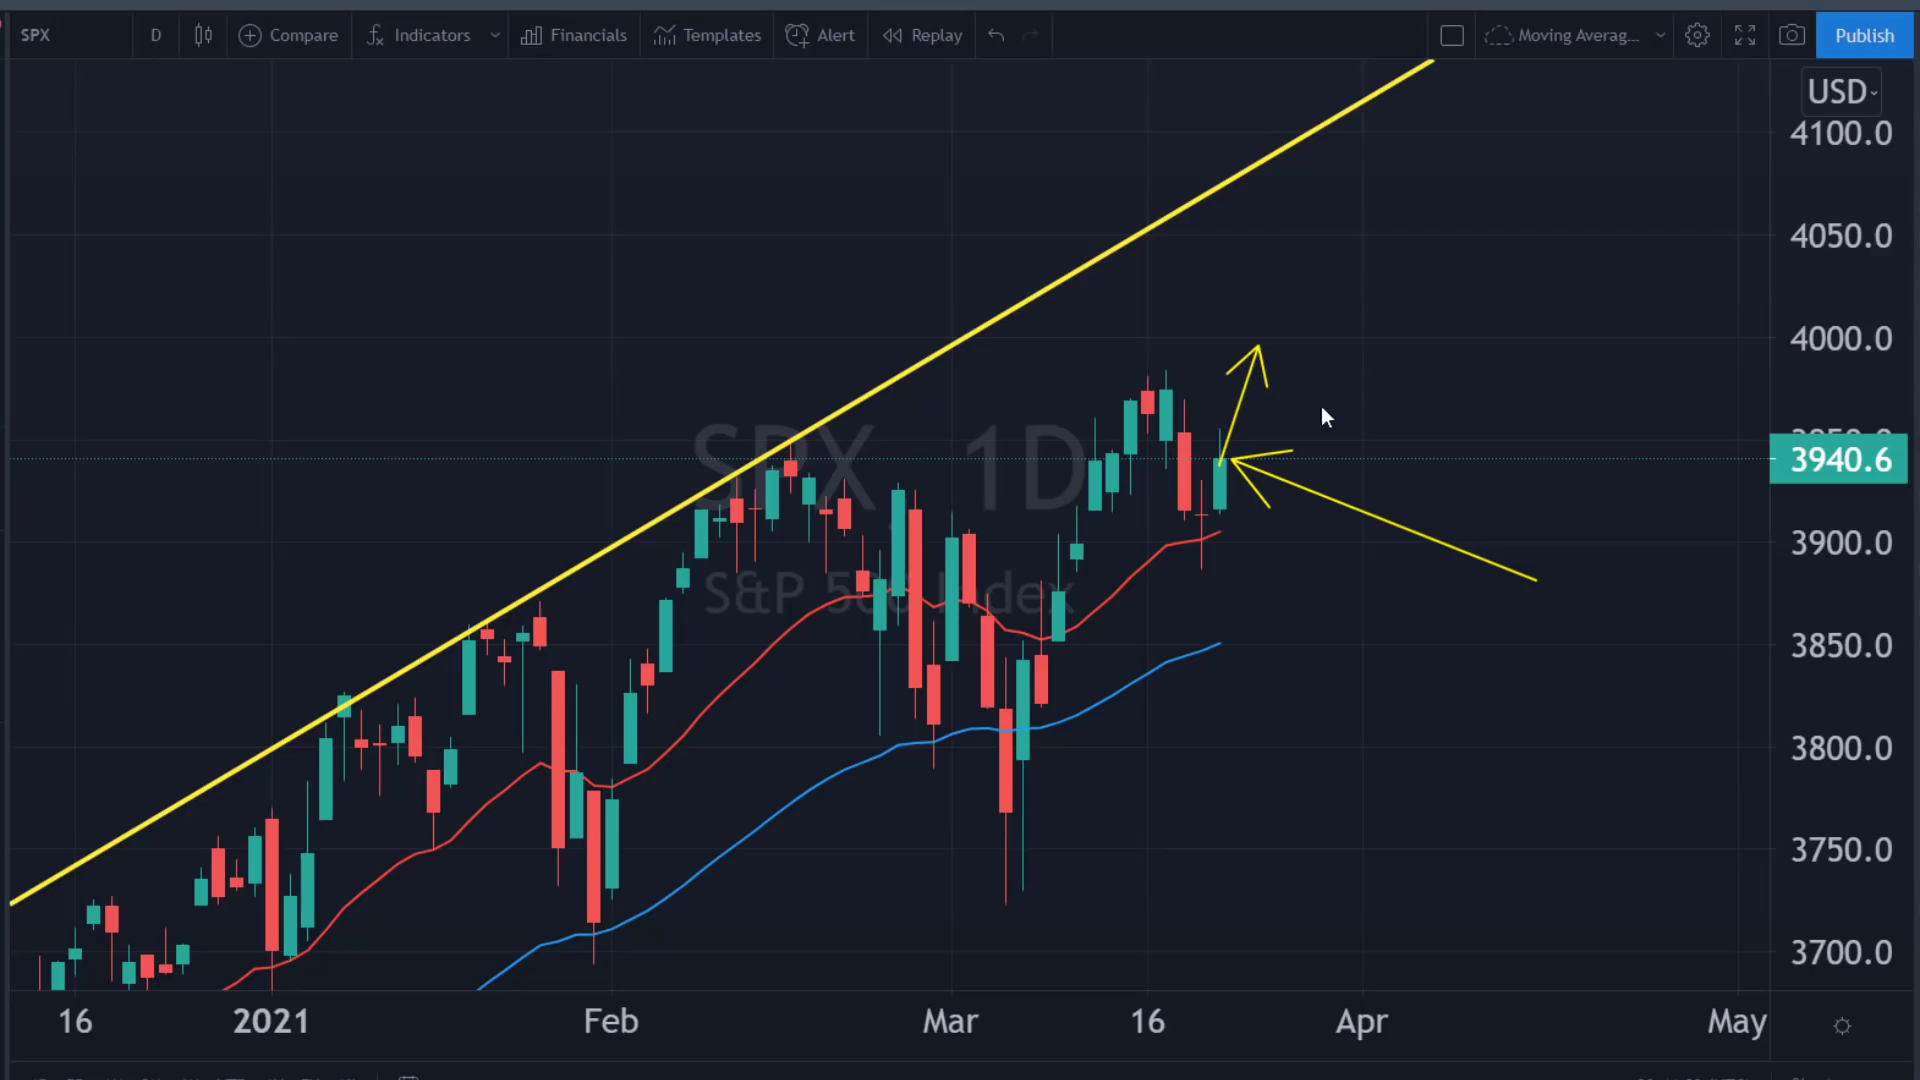 SPX D Compare Indicators Financials Templates Alert Replay Moving Averag... Publish
USD
4100.0
4050.0
4000.0
3940.6
3900.0
3850.0
3800.0
3750.0
3700.0
SPX, 1D
S&P 500 Index
16 2021 Feb Mar 16 Apr May